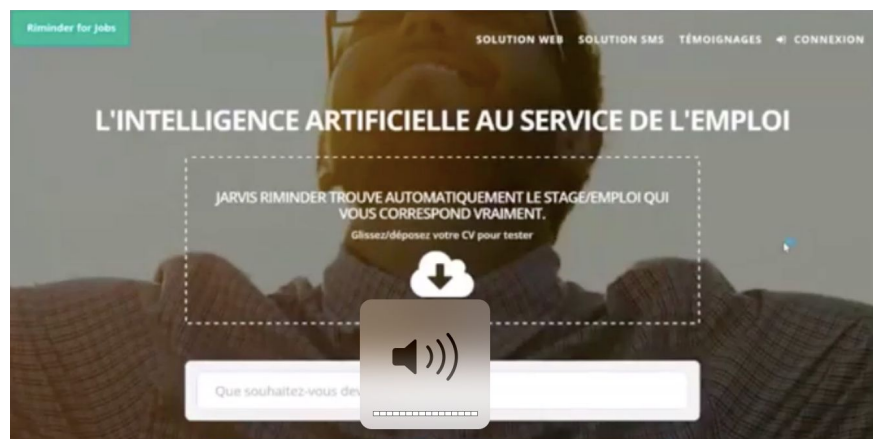 Riminder for Jobs
SOLUTION WEB SOLUTION SMS TÉMOIGNAGES CONNEXION
L'INTELLIGENCE ARTIFICIELLE AU SERVICE DE L'EMPLOI
JARVIS RIMINDER TROUVE AUTOMATIQUEMENT LE STAGE/EMPLOI QUI
VOUS CORRESPOND VRAIMENT.
Glissez/déposez votre CV pour tester
Que souhaitez-vous